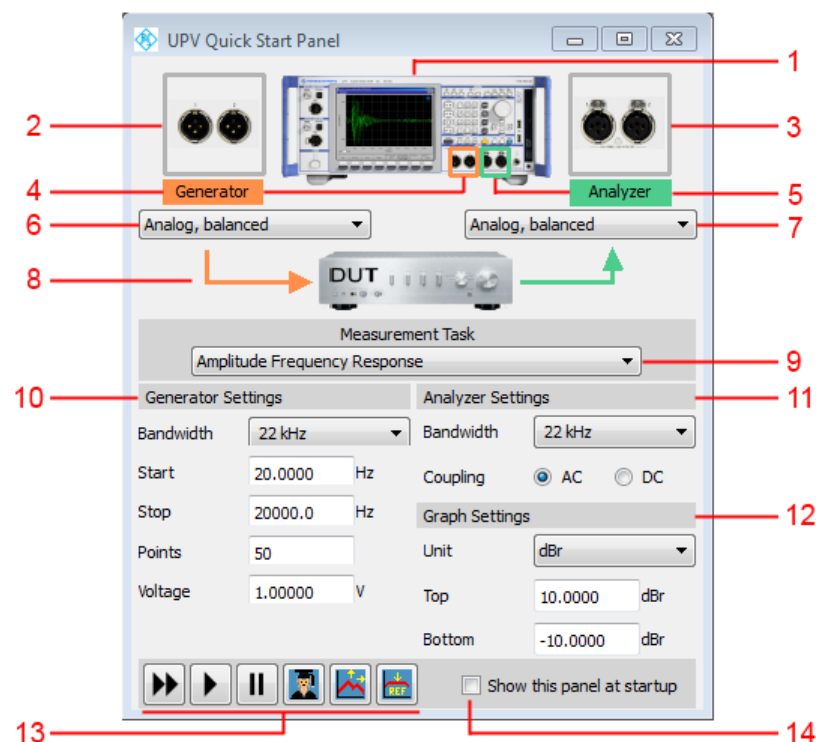 UPV Quick Start Panel
1
2
3
Generator
Analyzer
4
5
Analog, balanced
Analog, balanced
6
7
DUT
8
Measurement Task
Amplitude Frequency Response
9
10
Generator Settings
Analyzer Settings
11
Bandwidth
22 kHz
Bandwidth
22 kHz
Start
20.0000
Hz
Coupling
AC
DC
Stop
20000.0
Hz
Graph Settings
12
Points
50
Unit
dBr
Voltage
1.00000
V
Top
10.0000
dBr
Bottom
-10.0000
dBr
REF
Show this panel at startup
13
14